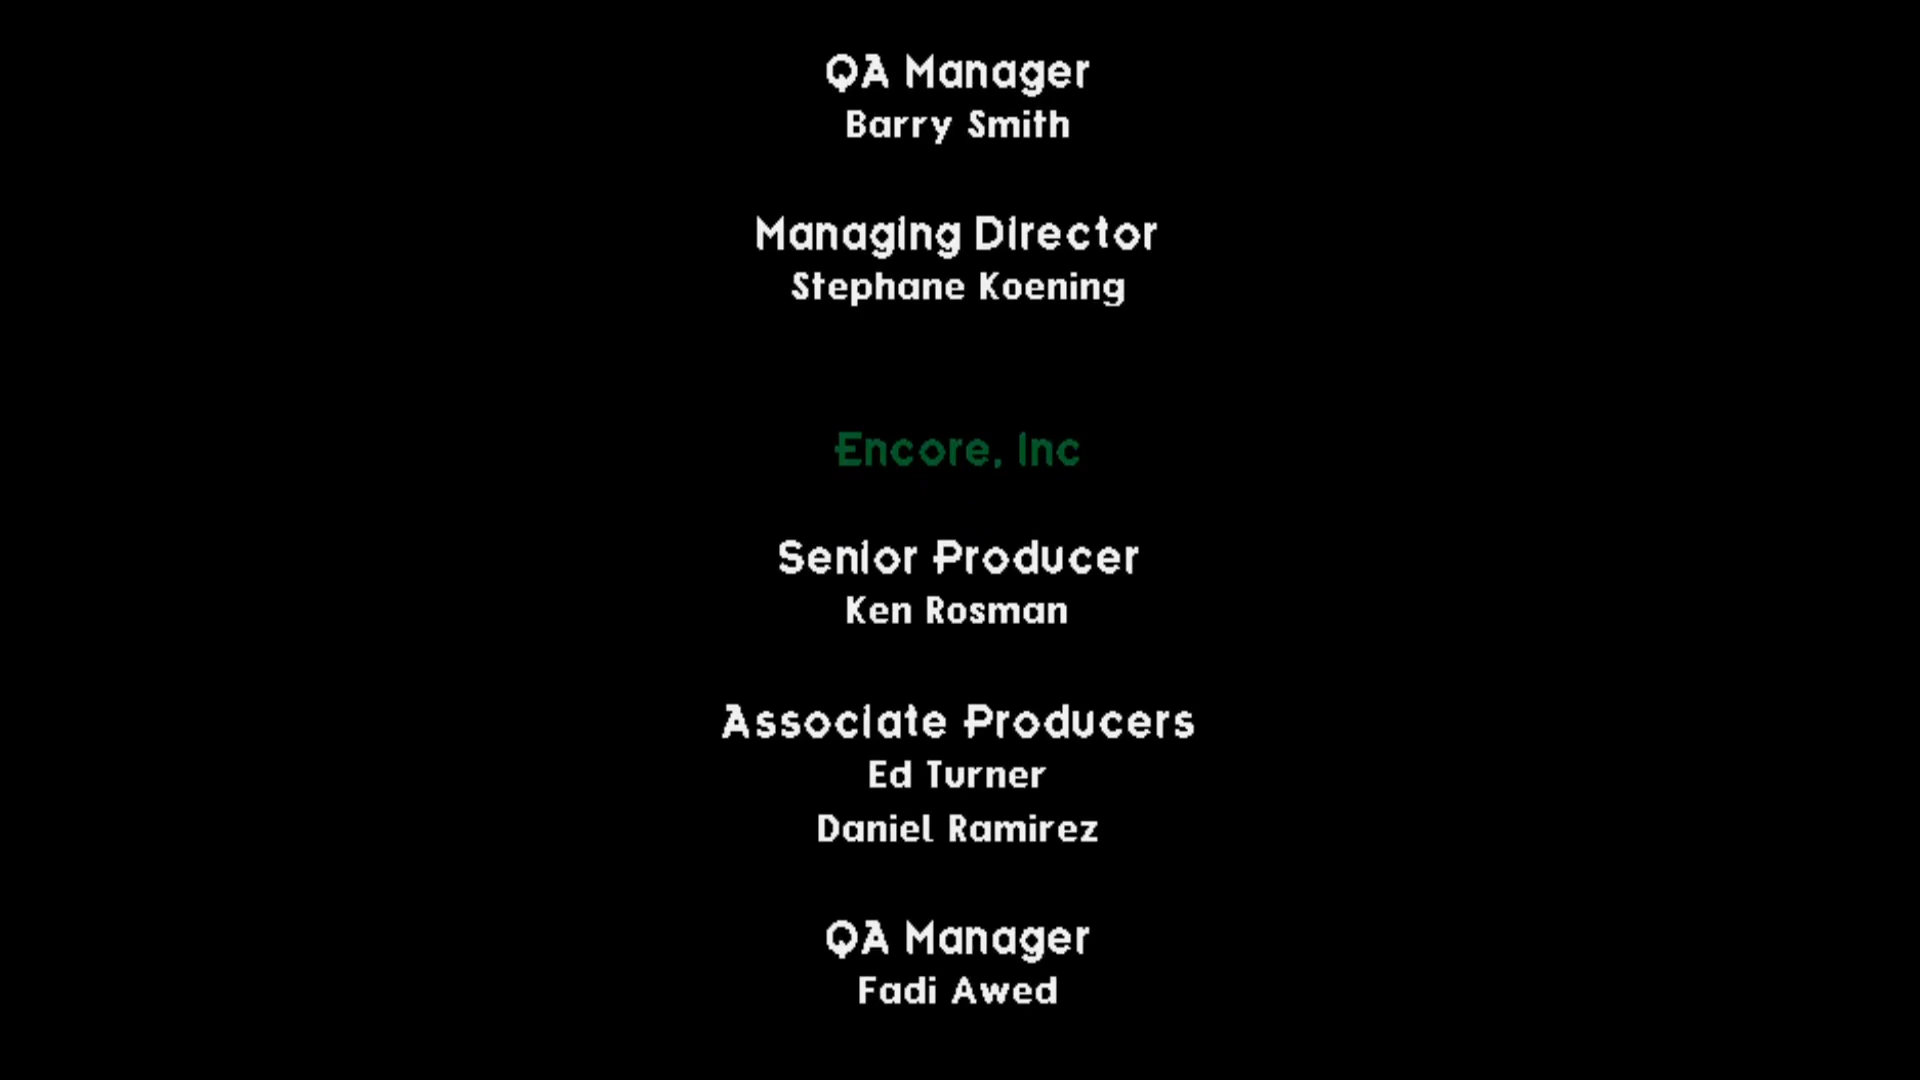 QA Manager
Barry Smith
Managing Director
Stephane Koening
Encore, Inc
Senior Producer
Ken Rosman
Associate Producers
Ed Turner
Daniel Ramirez
QA Manager
Fadi Awed